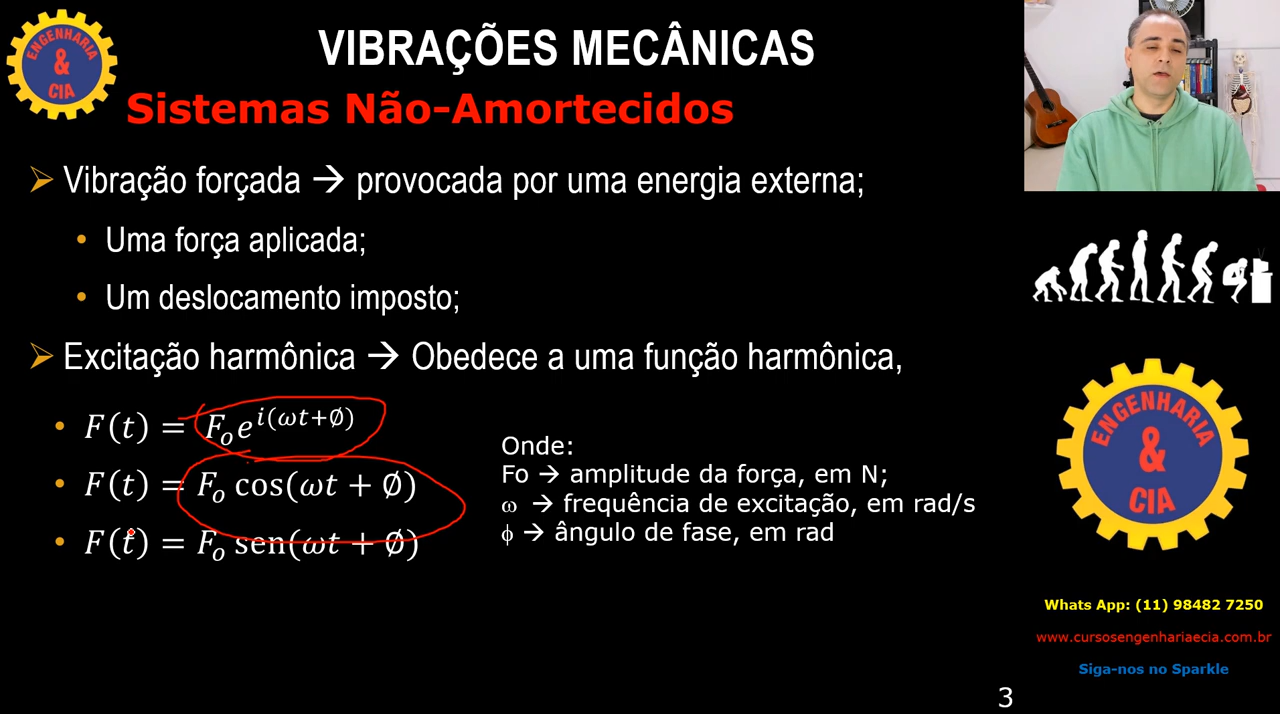 ENGENHARIA
&
CIA
VIBRAÇÕES MECÂNICAS
Sistemas Não-Amortecidos
➢ Vibração forçada → provocada por uma energia externa;
• Uma força aplicada;
• Um deslocamento imposto;
➢ Excitação harmônica → Obedece a uma função harmônica,
• F(t) = Fₒe^{i(ωt+∅)}
• F(t) = Fₒ cos(ωt + ∅)
• F(t) = Fₒ sen(ωt + ∅)
Onde:
Fo → amplitude da força, em N;
ω → frequência de excitação, em rad/s
ϕ → ângulo de fase, em rad
ENGENHARIA
&
CIA
Whats App: (11) 98482 7250
www.cursosengenhariaecia.com.br
Siga-nos no Sparkle
3